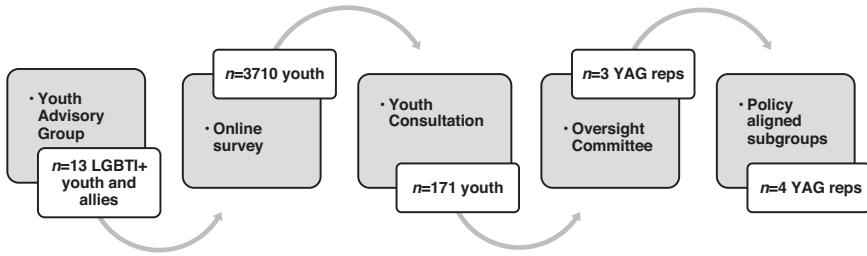 • Youth
Advisory
Group
n=13 LGBTI+
youth and
allies
n=3710 youth
• Online
survey
• Youth
Consultation
n=171 youth
n=3 YAG reps
• Oversight
Committee
• Policy
aligned
subgroups
n=4 YAG reps